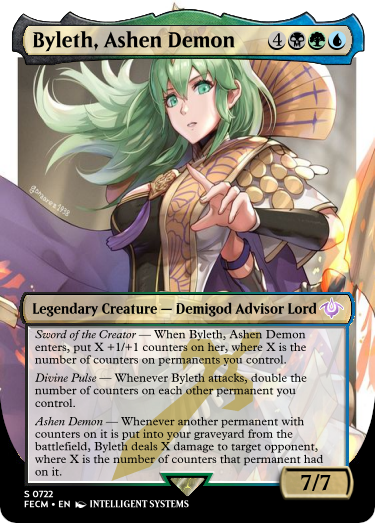 Byleth, Ashen Demon 4
Legendary Creature — Demigod Advisor Lord
Sword of the Creator — When Byleth, Ashen Demon
enters, put X +1/+1 counters on her, where X is the
number of counters on permanents you control.
Divine Pulse — Whenever Byleth attacks, double the
number of counters on each other permanent you
control.
Ashen Demon — Whenever another permanent with
counters on it is put into your graveyard from the
battlefield, Byleth deals X damage to target opponent,
where X is the number of counters that permanent had
on it.
7/7
S 0722
FECM • EN INTELLIGENT SYSTEMS